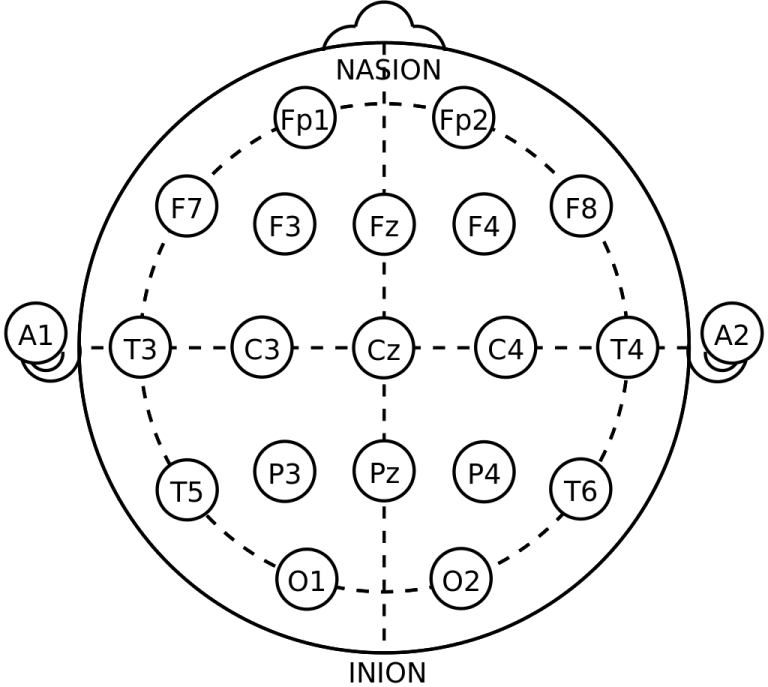 NASION
Fp1 Fp2
F7 F3 Fz F4 F8
A1 T3 C3 Cz C4 T4 A2
T5 P3 Pz P4 T6
O1 O2
INION